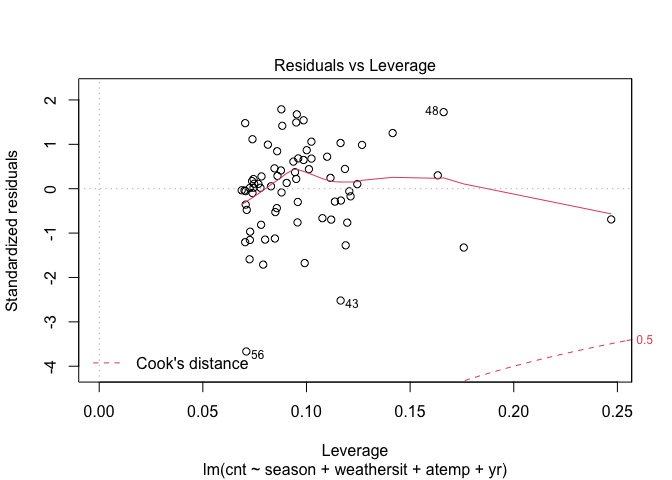 Residuals vs Leverage
Standardized residuals
2
1
0
-1
-2
-3
-4
48
43
56
Cook's distance
0.5
0.00 0.05 0.10 0.15 0.20 0.25
Leverage
lm(cnt ~ season + weathersit + atemp + yr)